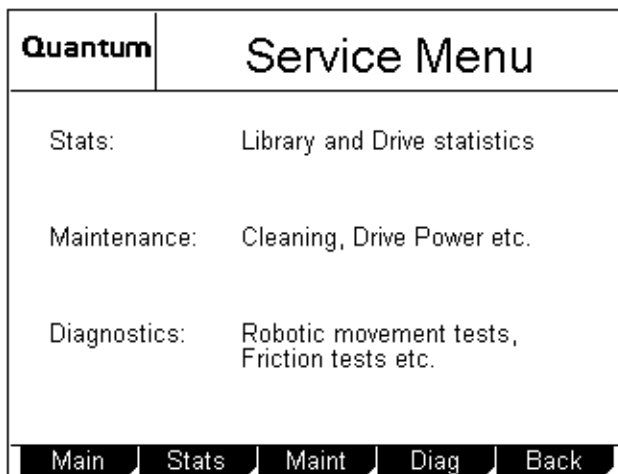 Quantum
Service Menu
Stats: Library and Drive statistics
Maintenance: Cleaning, Drive Power etc.
Diagnostics: Robotic movement tests,
Friction tests etc.
Main Stats Maint Diag Back